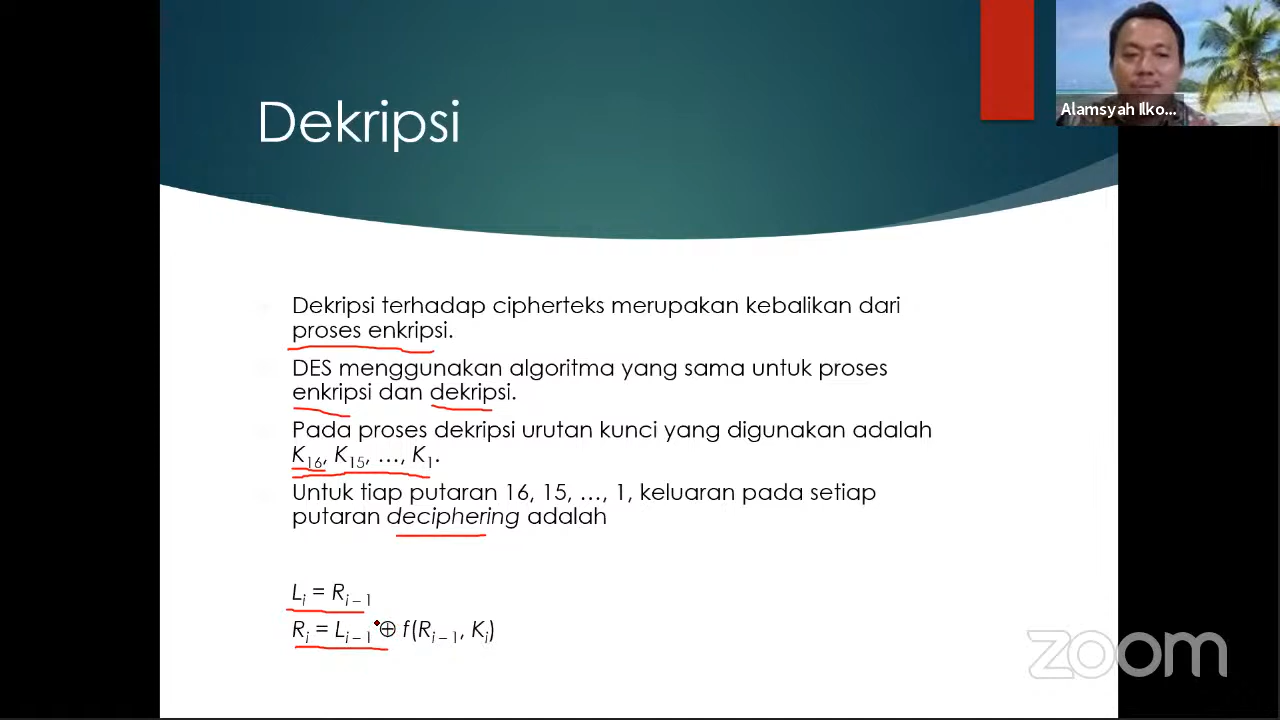 Dekripsi
Alamsyah Ilko...
Dekripsi terhadap cipherteks merupakan kebalikan dari
proses enkripsi.
DES menggunakan algoritma yang sama untuk proses
enkripsi dan dekripsi.
Pada proses dekripsi urutan kunci yang digunakan adalah
K₁₆, K₁₅, …, K₁.
Untuk tiap putaran 16, 15, …, 1, keluaran pada setiap
putaran deciphering adalah
Lᵢ = Rᵢ₋₁
Rᵢ = Lᵢ₋₁ ⊕ f(Rᵢ₋₁, Kᵢ)
zoom